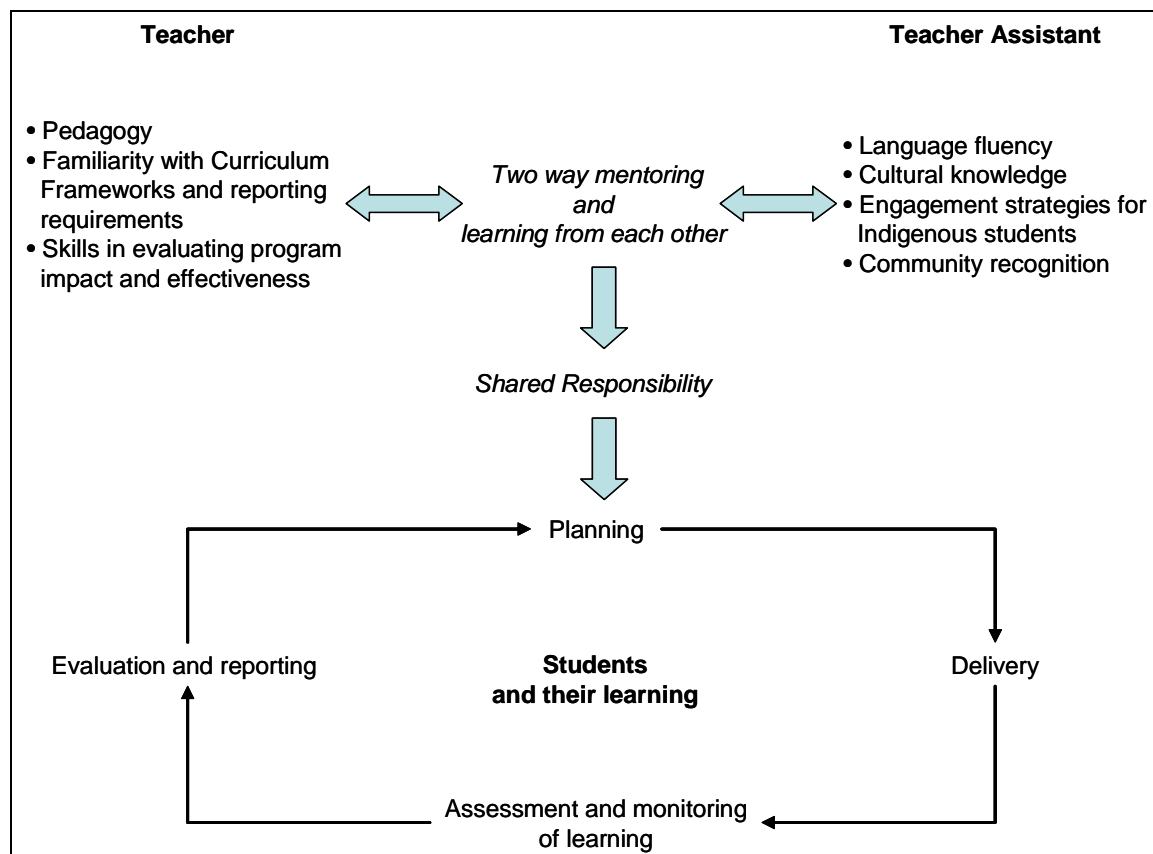 Teacher
Teacher Assistant
• Pedagogy
• Familiarity with Curriculum
Frameworks and reporting
requirements
• Skills in evaluating program
impact and effectiveness
Two way mentoring
and
learning from each other
• Language fluency
• Cultural knowledge
• Engagement strategies for
Indigenous students
• Community recognition
Shared Responsibility
Planning
Evaluation and reporting
Students
and their learning
Delivery
Assessment and monitoring
of learning